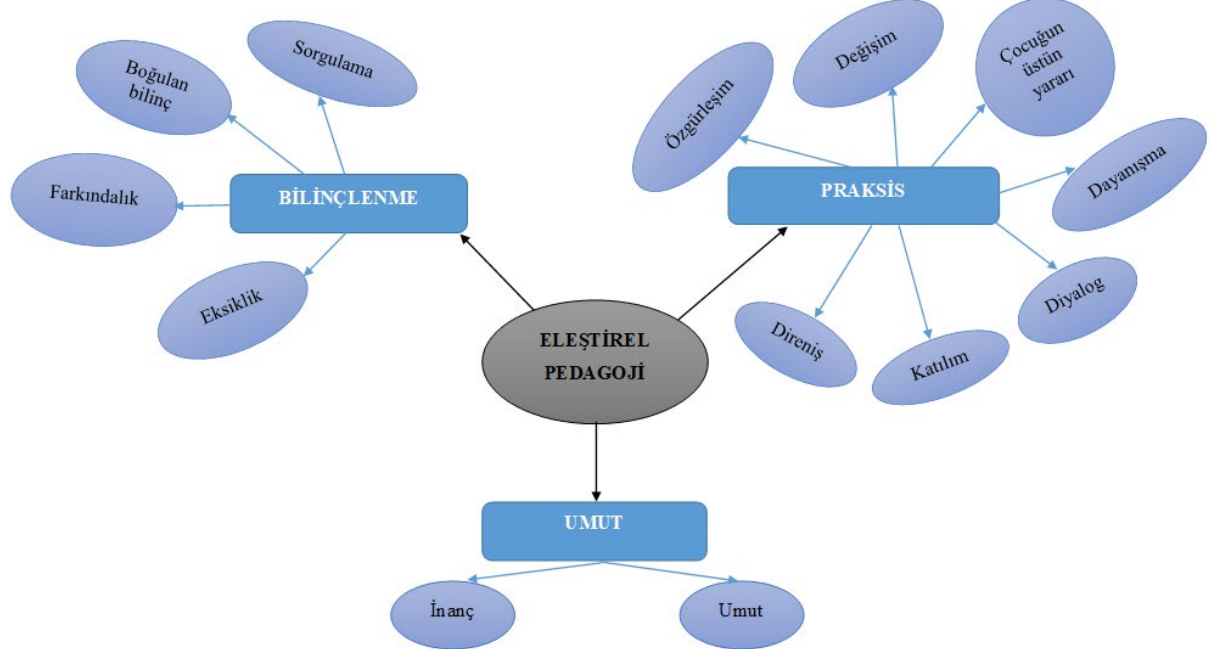 Sorgulama
Boğulan
bilinç
Farkındalık
BİLİNÇLENME
Eksiklik
Değişim
Çocuğun
üstün
yararı
Özgürleşim
PRAKSİS
Dayanışma
Diyalog
Direniş
Katılım
ELEŞTİREL
PEDAGOJİ
UMUT
İnanç
Umut